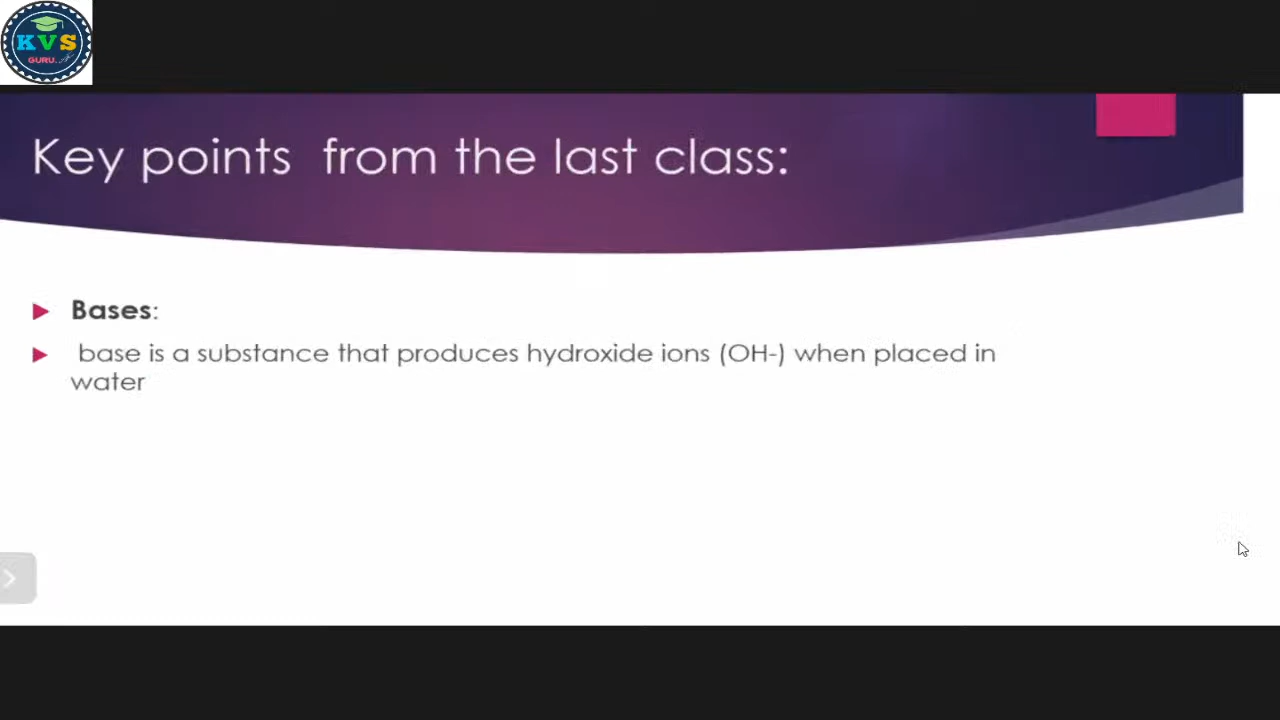 KVS
GURU.
Key points from the last class:
Bases:
base is a substance that produces hydroxide ions (OH-) when placed in
water